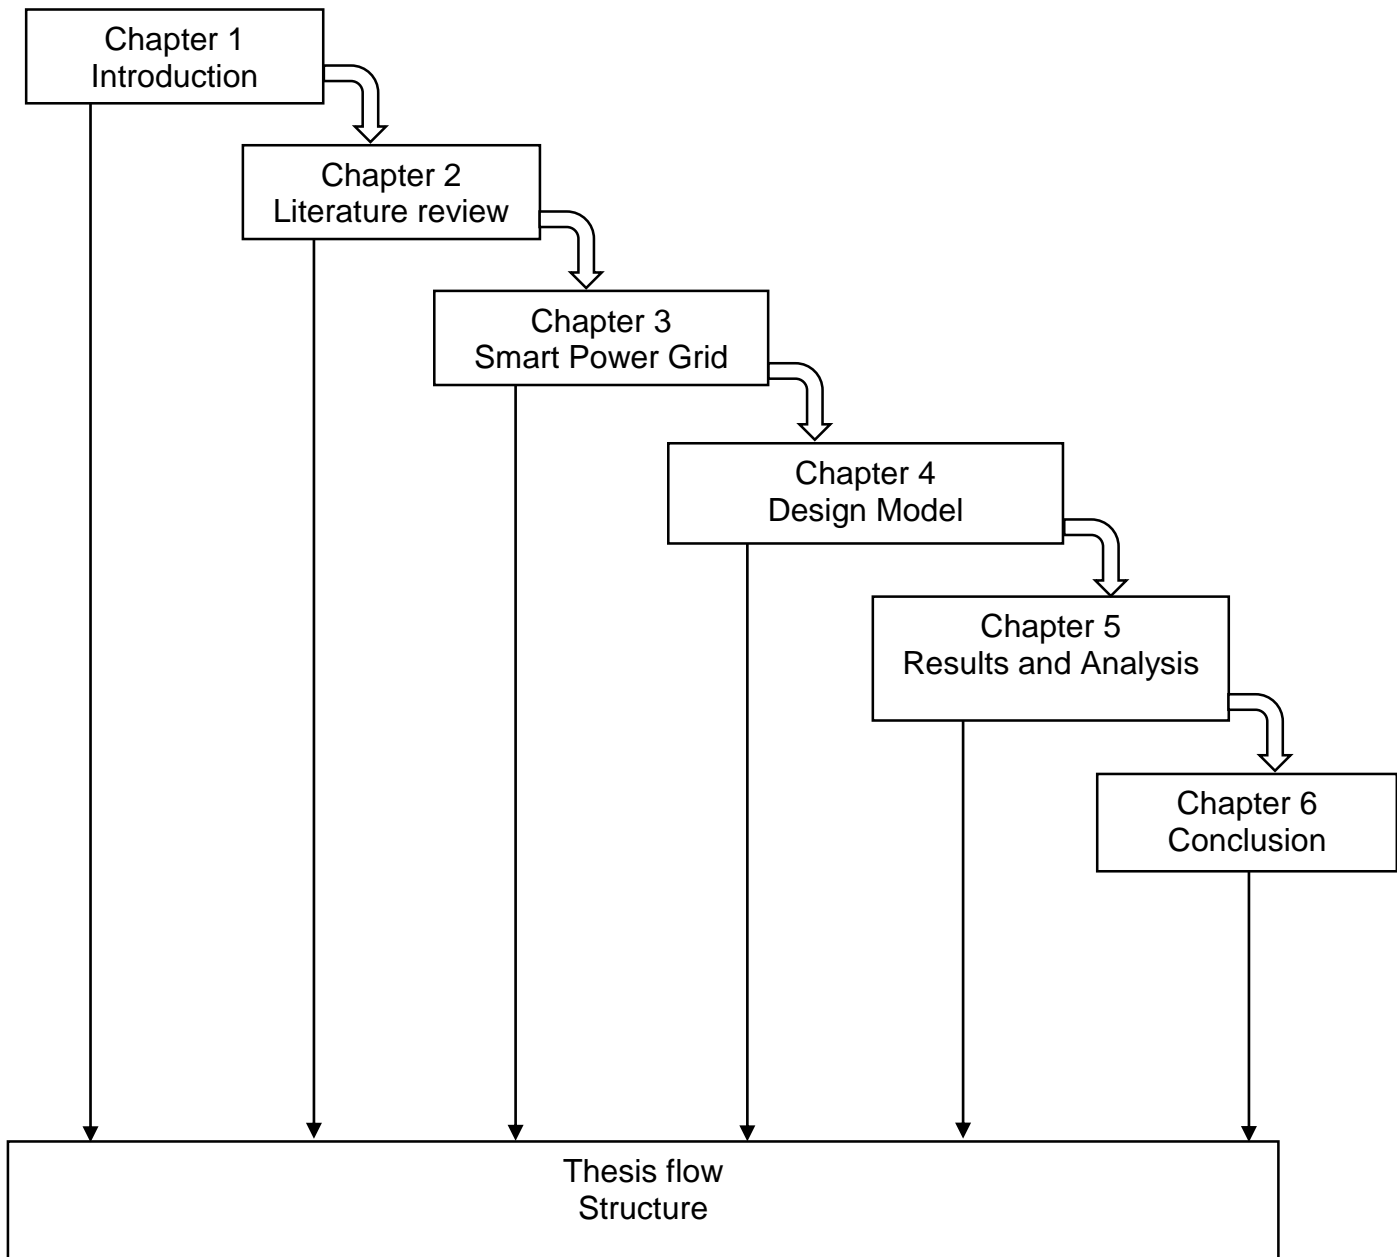 Chapter 1
Introduction
Chapter 2
Literature review
Chapter 3
Smart Power Grid
Chapter 4
Design Model
Chapter 5
Results and Analysis
Chapter 6
Conclusion
Thesis flow
Structure